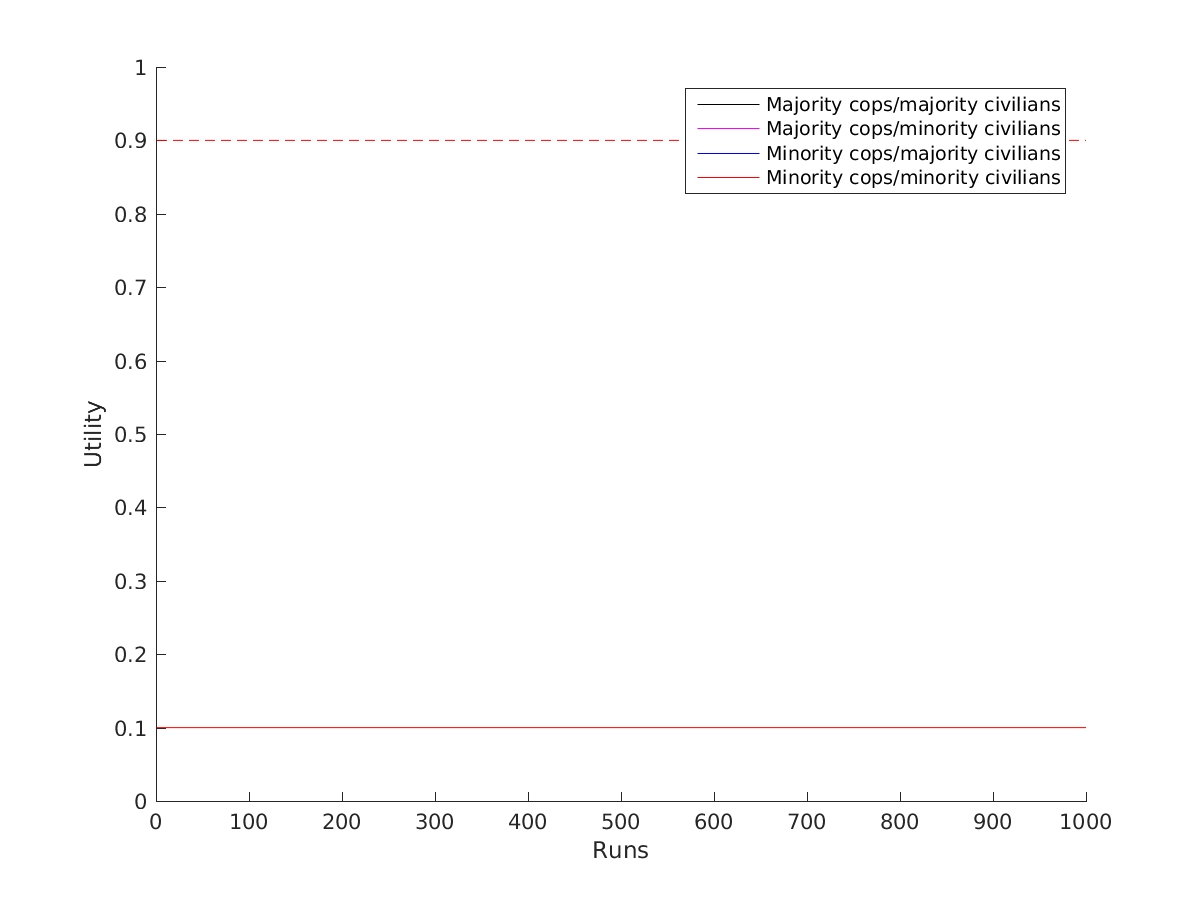 1
0.9
0.8
0.7
0.6
0.5
0.4
0.3
0.2
0.1
0
Utility
Majority cops/majority civilians
Majority cops/minority civilians
Minority cops/majority civilians
Minority cops/minority civilians
0 100 200 300 400 500 600 700 800 900 1000
Runs